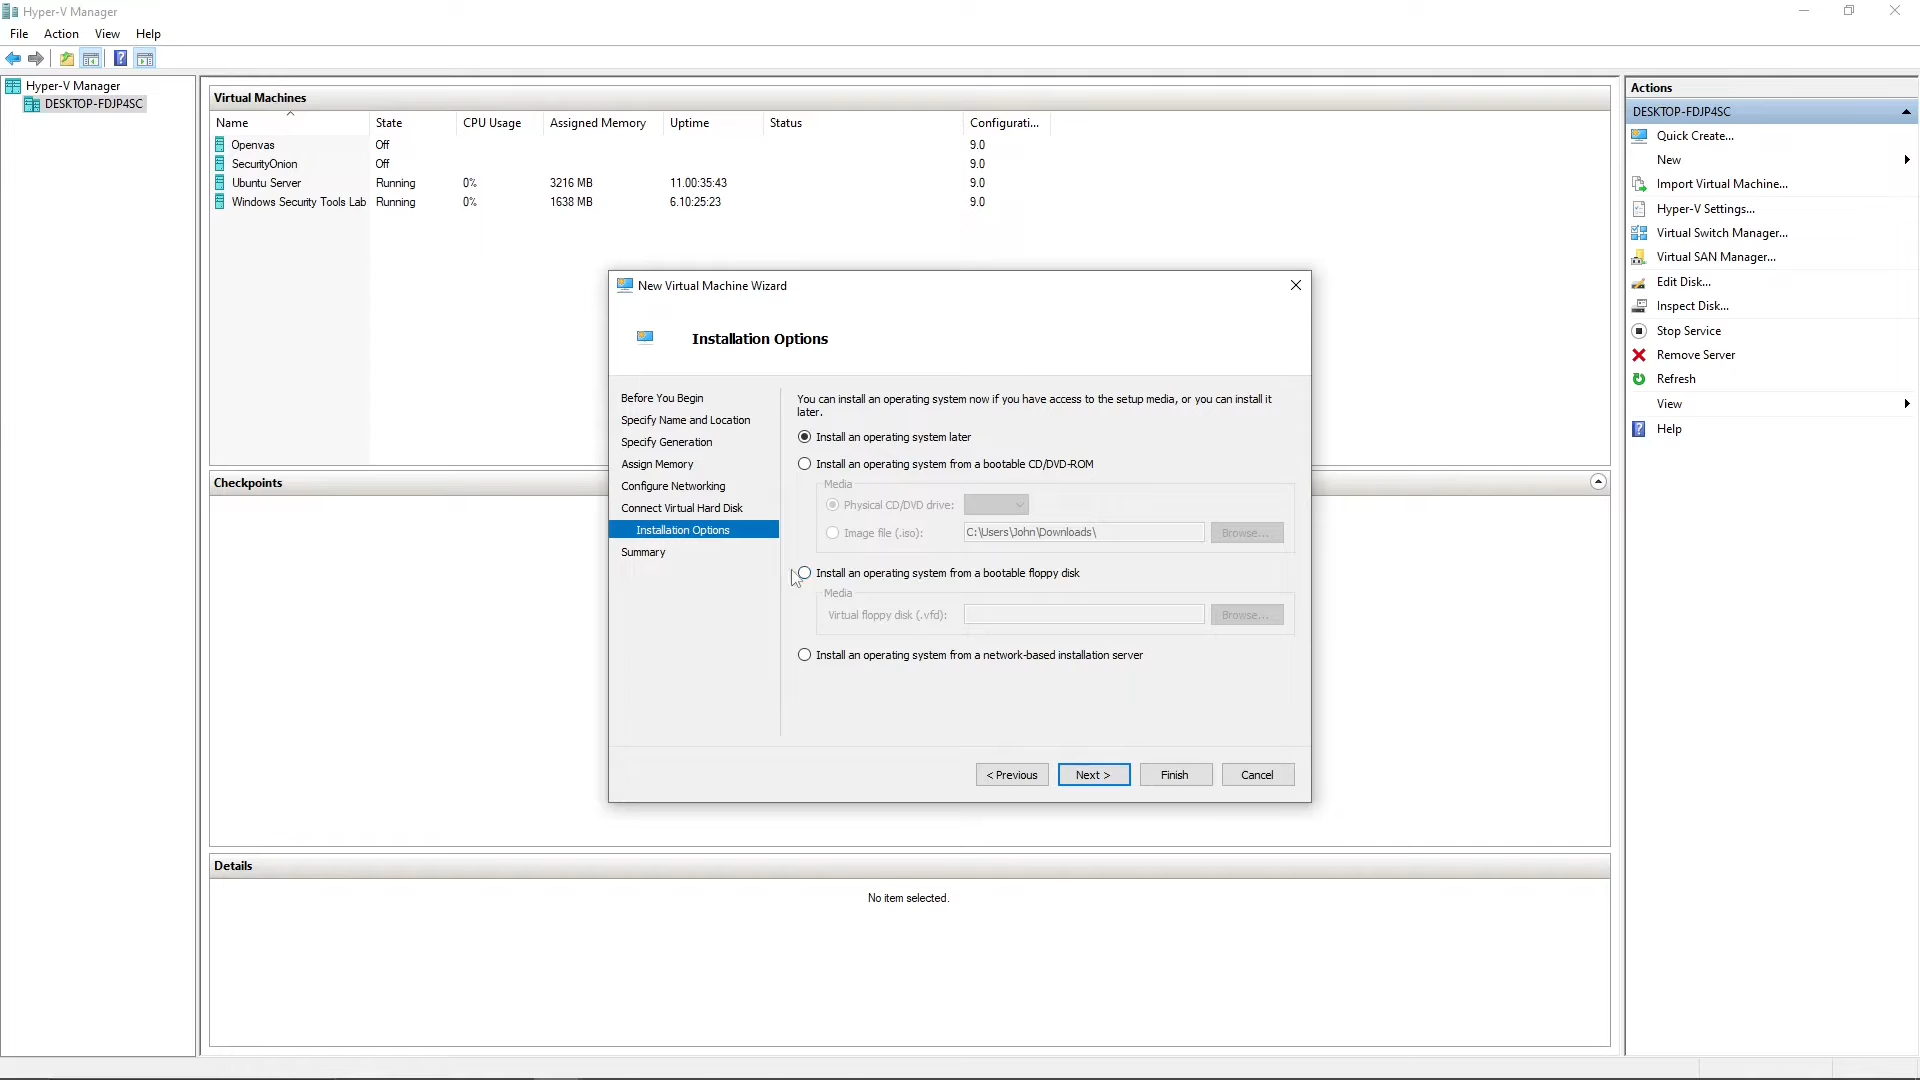 Hyper-V Manager
File Action View Help
Hyper-V Manager
DESKTOP-FDJP4SC
Virtual Machines
Name State CPU Usage Assigned Memory Uptime Status Configurati...
Openvas Off 9.0
SecurityOnion Off 9.0
Ubuntu Server Running 0% 3216 MB 11.00:35:43 9.0
Windows Security Tools Lab Running 0% 1638 MB 6.10:25:23 9.0
Checkpoints
Details
No item selected.
New Virtual Machine Wizard
Installation Options
Before You Begin
Specify Name and Location
Specify Generation
Assign Memory
Configure Networking
Connect Virtual Hard Disk
Installation Options
Summary
You can install an operating system now if you have access to the setup media, or you can install it
later.
Install an operating system later
Install an operating system from a bootable CD/DVD-ROM
Media
Physical CD/DVD drive:
Image file (.iso): C:\Users\John\Downloads\ Browse...
Install an operating system from a bootable floppy disk
Media
Virtual floppy disk (.vfd): Browse...
Install an operating system from a network-based installation server
< Previous Next > Finish Cancel
Actions
DESKTOP-FDJP4SC
Quick Create...
New
Import Virtual Machine...
Hyper-V Settings...
Virtual Switch Manager...
Virtual SAN Manager...
Edit Disk...
Inspect Disk...
Stop Service
Remove Server
Refresh
View
Help